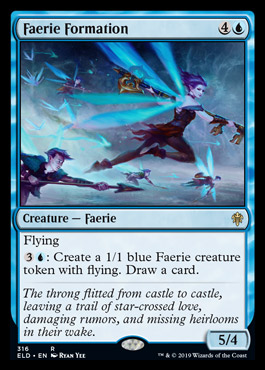 Faerie Formation 4
Creature — Faerie
Flying
3: Create a 1/1 blue Faerie creature
token with flying. Draw a card.
The throng flitted from castle to castle,
leaving a trail of star-crossed love,
damaging rumors, and missing heirlooms
in their wake.
5/4
316 R
ELD • EN Ryan Yee
™ & © 2019 Wizards of the Coast